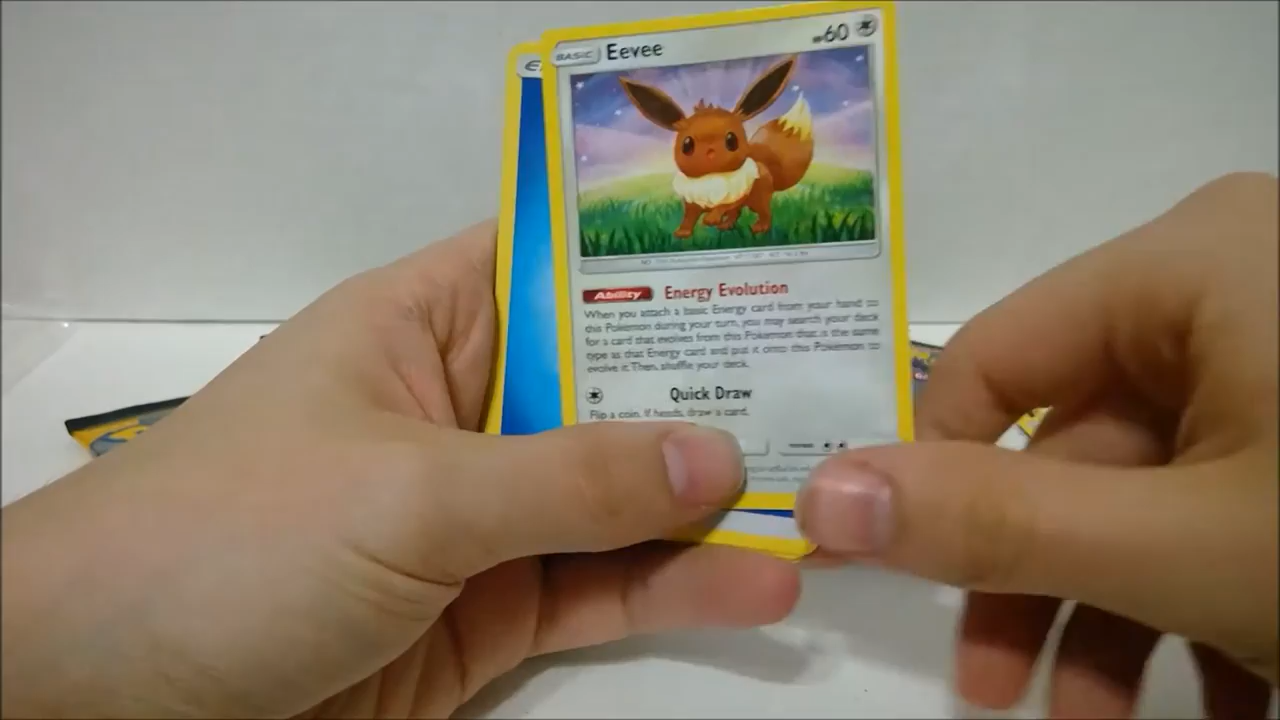 BASIC Eevee 60
Ability Energy Evolution
When you attach a basic Energy card from your hand to
this Pokémon during your turn, you may search your deck
for a card that evolves from this Pokémon that is the same
type as that Energy card and put it onto this Pokémon to
evolve it. Then, shuffle your deck.
Quick Draw
Flip a coin. If heads, draw a card.